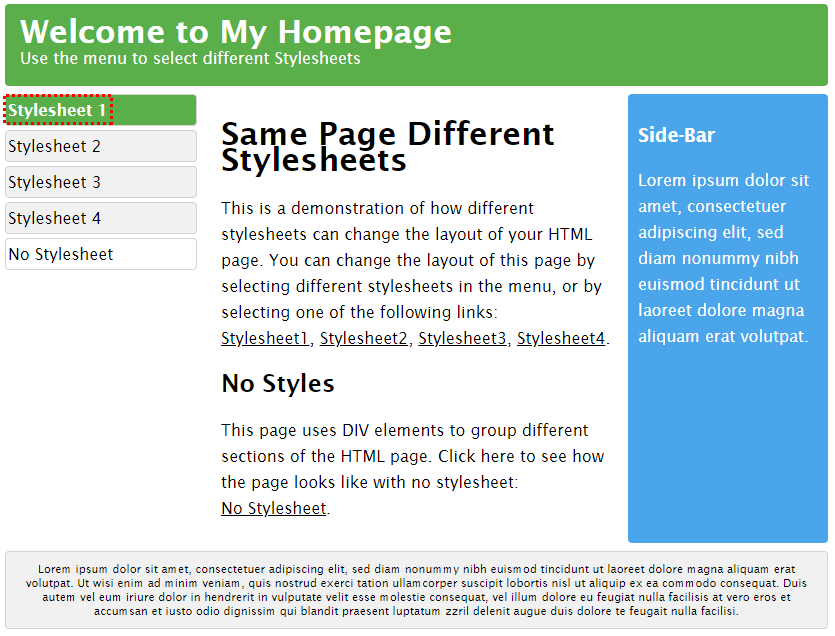 Welcome to My Homepage
Use the menu to select different Stylesheets
Stylesheet 1
Stylesheet 2
Stylesheet 3
Stylesheet 4
No Stylesheet
Same Page Different
Stylesheets
This is a demonstration of how different
stylesheets can change the layout of your HTML
page. You can change the layout of this page by
selecting different stylesheets in the menu, or by
selecting one of the following links:
Stylesheet1, Stylesheet2, Stylesheet3, Stylesheet4.
No Styles
This page uses DIV elements to group different
sections of the HTML page. Click here to see how
the page looks like with no stylesheet:
No Stylesheet.
Side-Bar
Lorem ipsum dolor sit
amet, consectetuer
adipiscing elit, sed
diam nonummy nibh
euismod tincidunt ut
laoreet dolore magna
aliquam erat volutpat.
Lorem ipsum dolor sit amet, consectetuer adipiscing elit, sed diam nonummy nibh euismod tincidunt ut laoreet dolore magna aliquam erat
volutpat. Ut wisi enim ad minim veniam, quis nostrud exerci tation ullamcorper suscipit lobortis nisl ut aliquip ex ea commodo consequat. Duis
autem vel eum iriure dolor in hendrerit in vulputate velit esse molestie consequat, vel illum dolore eu feugiat nulla facilisis at vero eros et
accumsan et iusto odio dignissim qui blandit praesent luptatum zzril delenit augue duis dolore te feugait nulla facilisi.